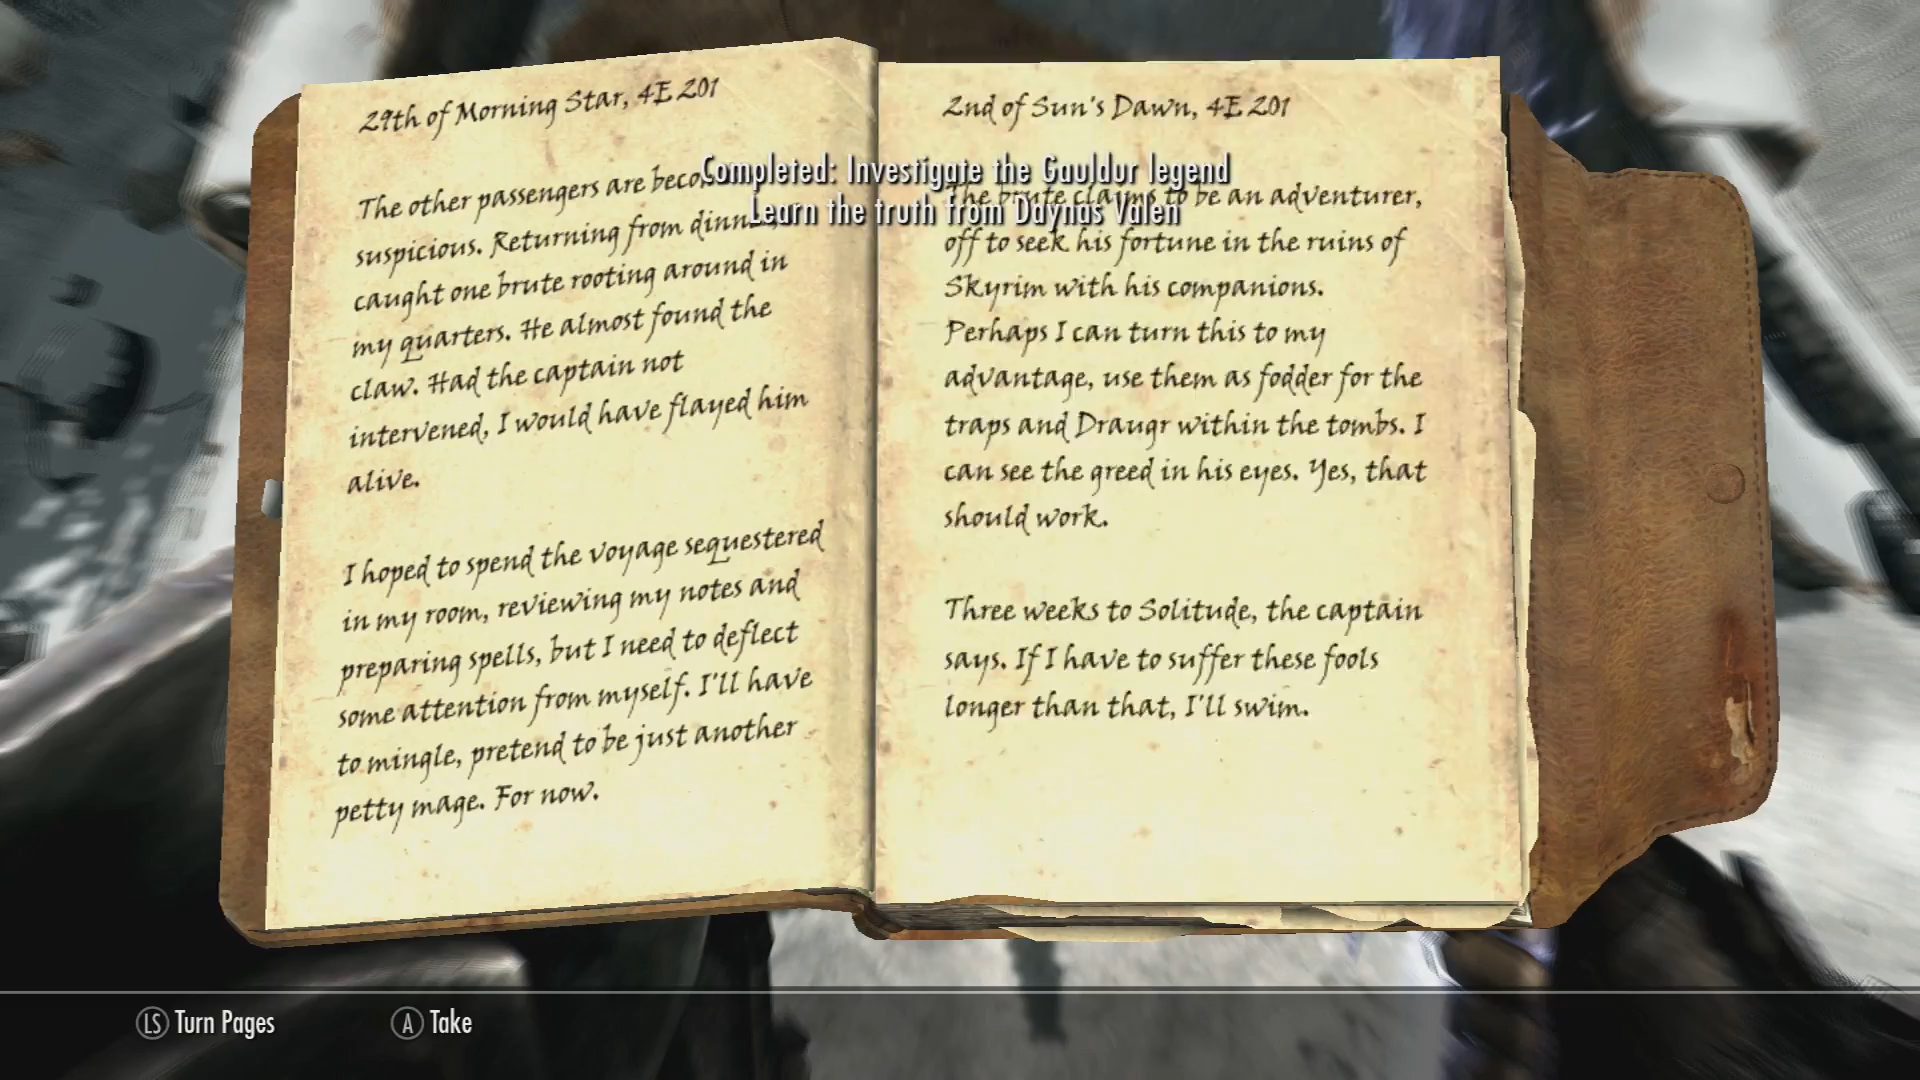 29th of Morning Star, 4E 201
The other passengers are beco
suspicious. Returning from dinn
caught one brute rooting around in
my quarters. He almost found the
claw. Had the captain not
intervened, I would have flayed him
alive.
I hoped to spend the voyage sequestered
in my room, reviewing my notes and
preparing spells, but I need to deflect
some attention from myself. I'll have
to mingle, pretend to be just another
petty mage. For now.
2nd of Sun's Dawn, 4E 201
Completed: Investigate the Gauldur legend
Learn the truth from Daynas Valen
The brute claims to be an adventurer,
off to seek his fortune in the ruins of
Skyrim with his companions.
Perhaps I can turn this to my
advantage, use them as fodder for the
traps and Draugr within the tombs. I
can see the greed in his eyes. Yes, that
should work.
Three weeks to Solitude, the captain
says. If I have to suffer these fools
longer than that, I'll swim.
LS Turn Pages
A Take